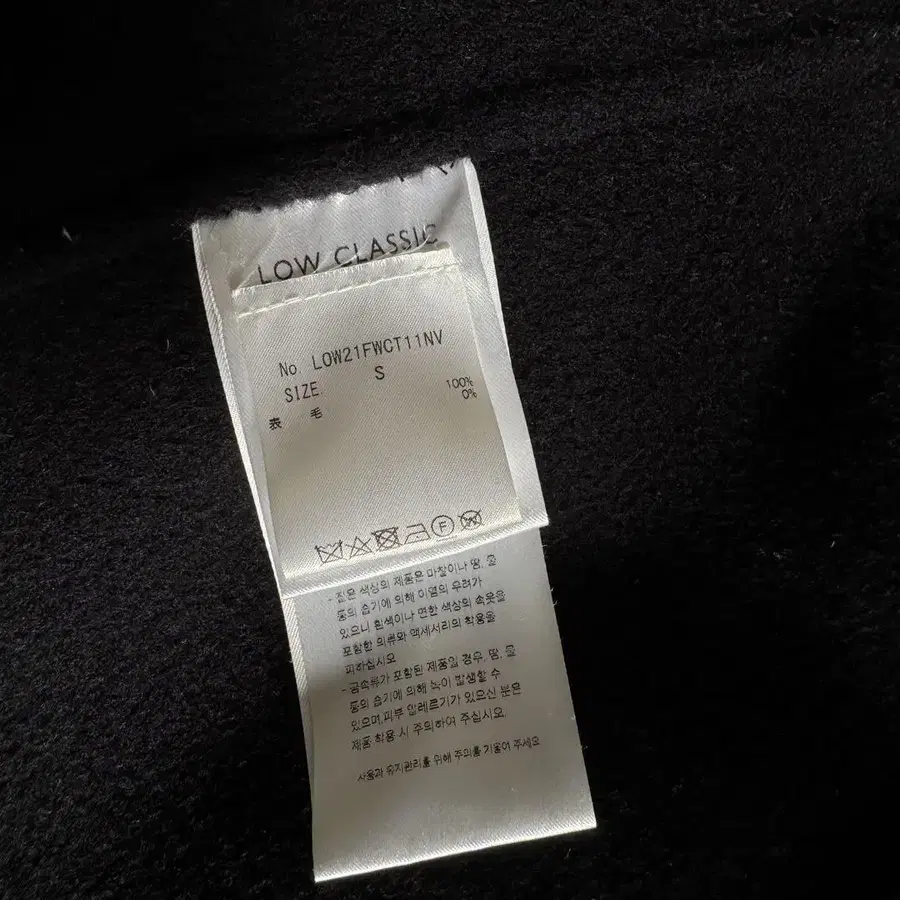 LOW CLASSIC
No LOW21FWCT11NV
SIZE S
100%
表 毛 0%
F W
- 짙은 색상의 제품은 마찰이나 땀, 물
등의 습기에 의해 이염의 우려가
있으니 흰색이나 연한 색상의 속옷을
포함한 의류와 액세서리의 착용을
피하십시오
- 금속류가 포함된 제품일 경우, 땀, 물
등의 습기에 의해 녹이 발생할 수
있으며,피부 알레르기가 있으신 분은
제품 착용 시 주의하여 주십시오.
사용과 유지관리를 위해 주의를 기울여 주세요